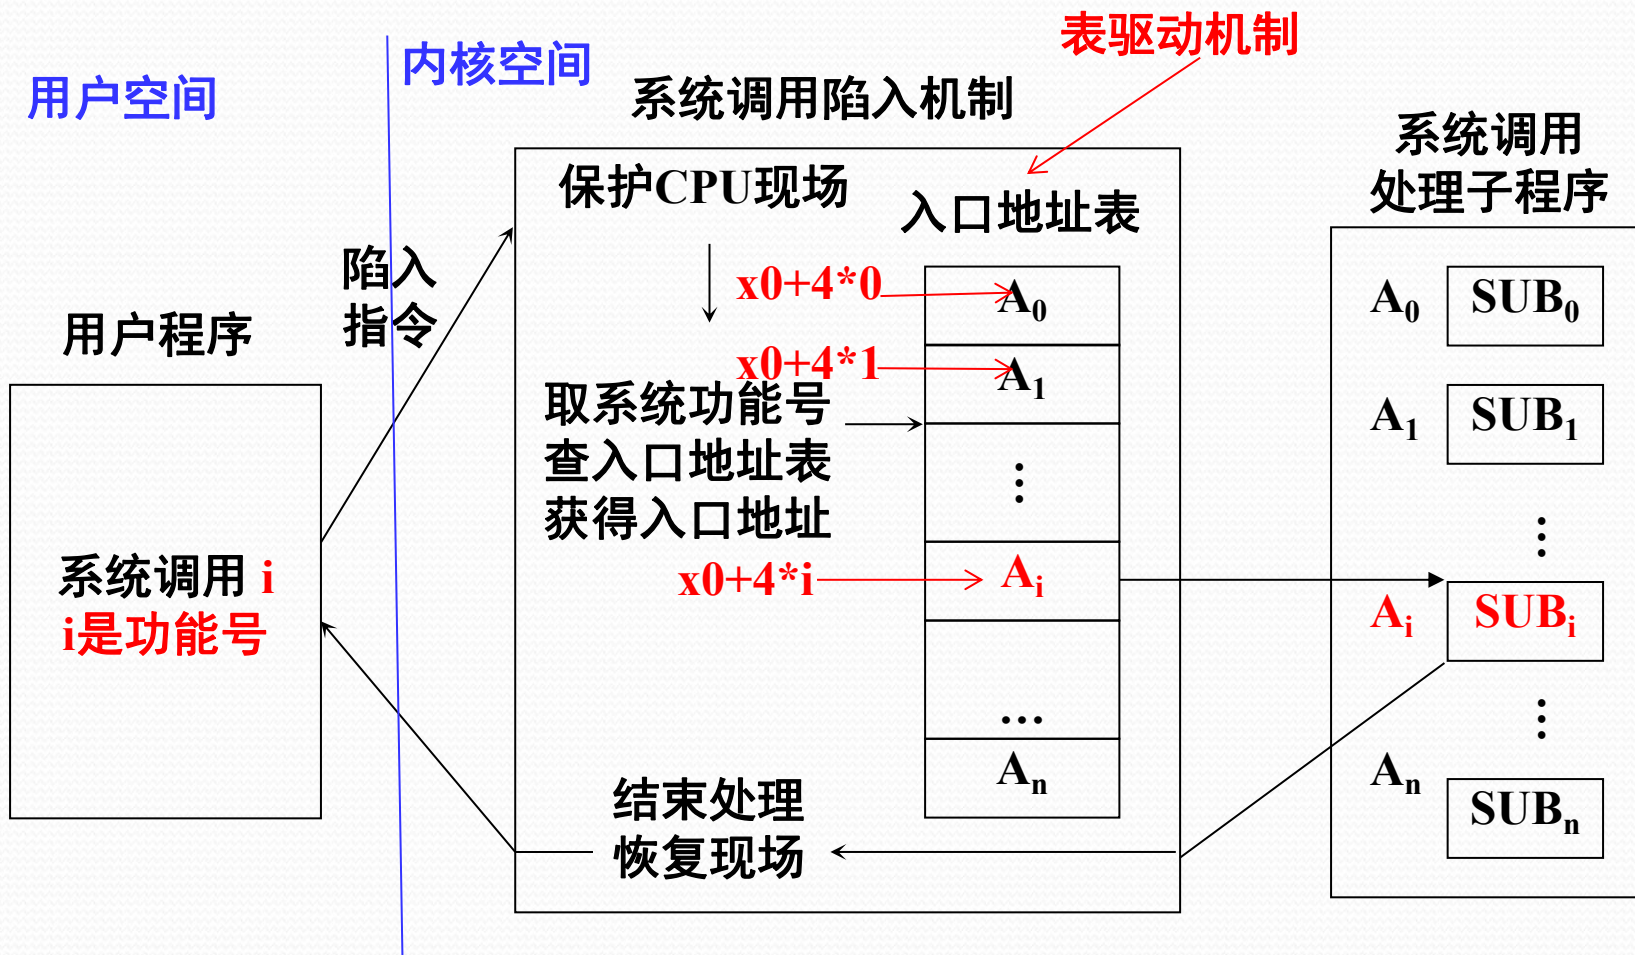 表驱动机制
内核空间
用户空间
系统调用陷入机制
系统调用
处理子程序
保护CPU现场
入口地址表
陷入
指令
用户程序
x0+4*0
A0
x0+4*1
A1
取系统功能号
查入口地址表
获得入口地址
⋮
x0+4*i
Ai
…
An
系统调用 i
i是功能号
结束处理
恢复现场
A0 SUB0
A1 SUB1
⋮
Ai SUBi
⋮
An SUBn